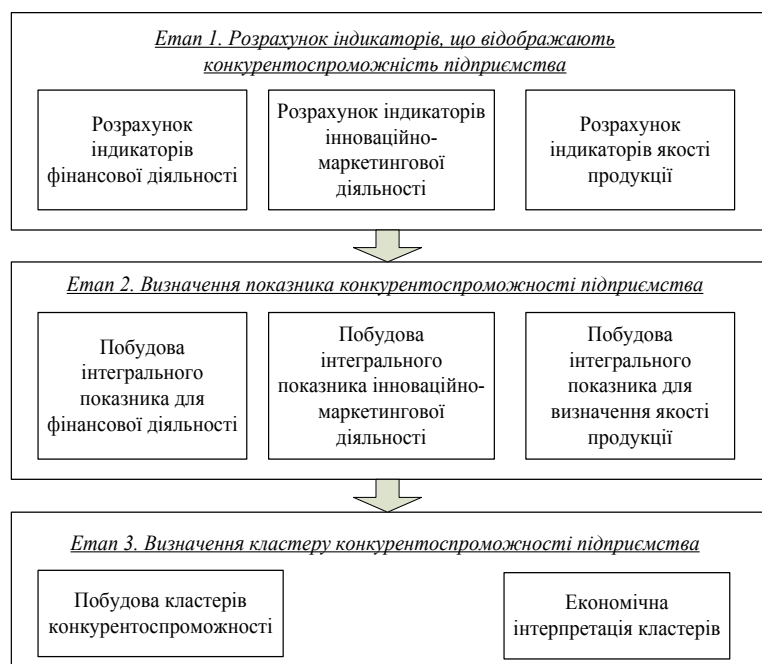 Етап 1. Розрахунок індикаторів, що відображають
конкурентоспроможність підприємства
Розрахунок
індикаторів
фінансової діяльності
Розрахунок індикаторів
інноваційно-
маркетингової
діяльності
Розрахунок
індикаторів якості
продукції
Етап 2. Визначення показника конкурентоспроможності підприємства
Побудова
інтегрального
показника для
фінансової діяльності
Побудова
інтегрального
показника інноваційно-
маркетингової
діяльності
Побудова
інтегрального
показника для
визначення якості
продукції
Етап 3. Визначення кластеру конкурентоспроможності підприємства
Побудова кластерів
конкурентоспроможності
Економічна
інтерпретація кластерів